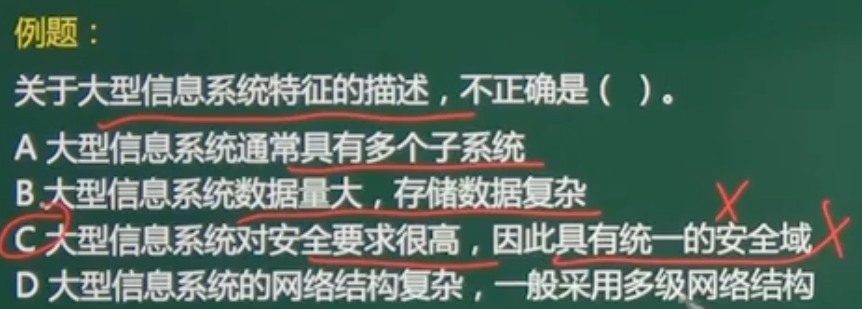 例题：
关于大型信息系统特征的描述，不正确是（ ）。
A 大型信息系统通常具有多个子系统
B 大型信息系统数据量大，存储数据复杂
C 大型信息系统对安全要求很高，因此具有统一的安全域
D 大型信息系统的网络结构复杂，一般采用多级网络结构